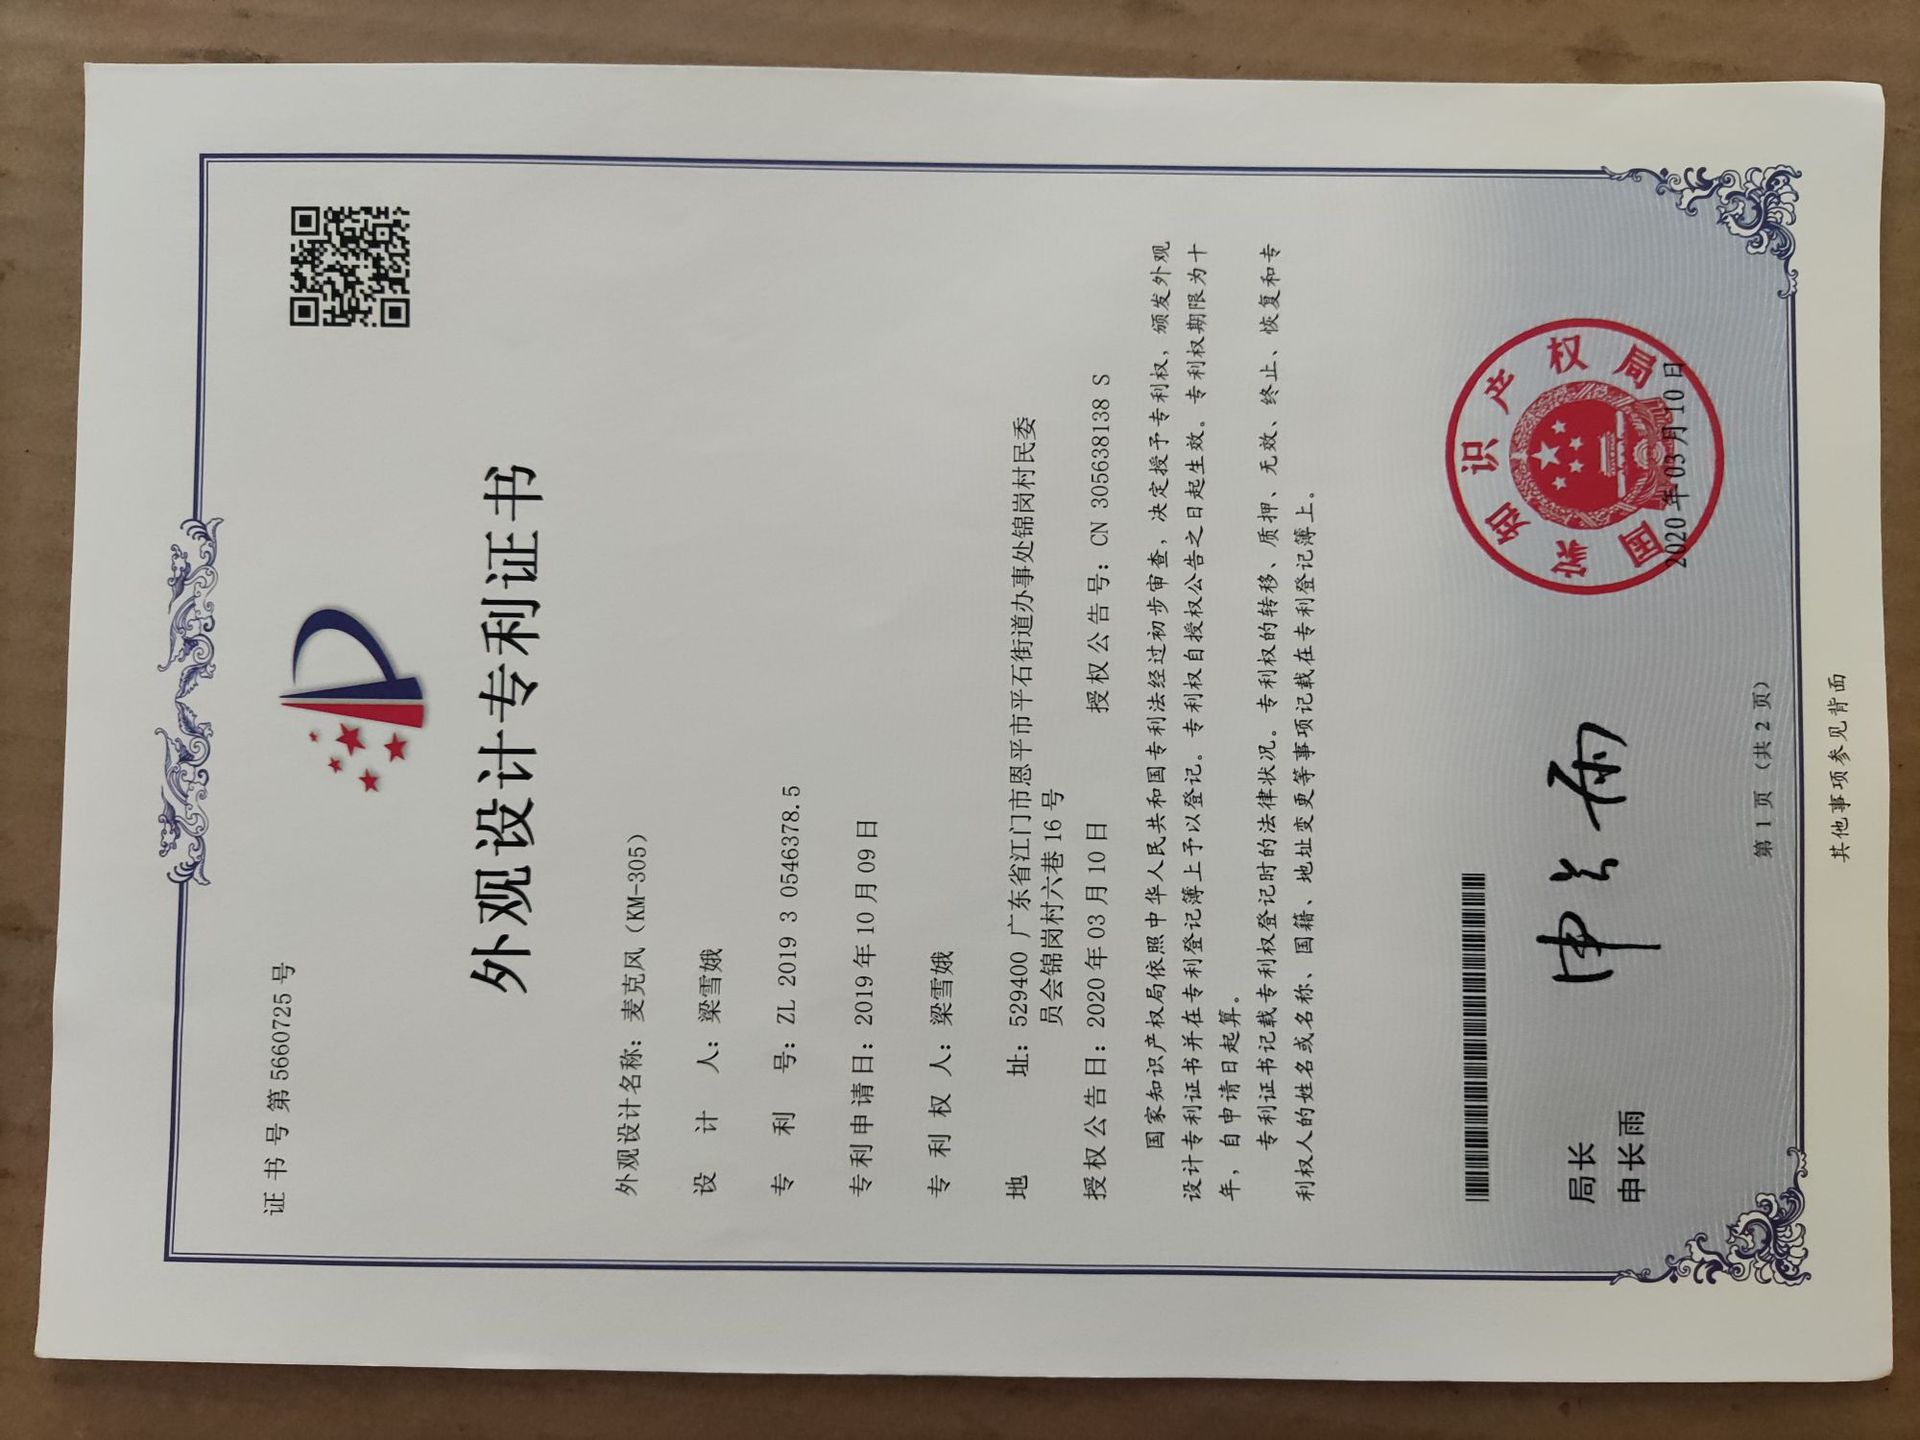 证书号第5660725号
外观设计专利证书
外观设计名称：麦克风（KM-305）
设计人：梁雪娥
专利号：ZL 2019 3 0546378.5
专利申请日：2019年10月09日
专利权人：梁雪娥
地址：529400 广东省江门市恩平市平石街道办事处锦岗村民委
员会锦岗村六巷16号
授权公告日：2020年03月10日 授权公告号：CN 305638138 S
国家知识产权局依照中华人民共和国专利法经过初步审查，决定授予专利权，颁发外观
设计专利证书并在专利登记簿上予以登记。专利权自授权公告之日起生效。专利权期限为十
年，自申请日起算。
专利证书记载专利权登记时的法律状况。专利权的转移、质押、无效、终止、恢复和专
利权人的姓名或名称、国籍、地址变更等事项记载在专利登记簿上。
局长
申长雨
申长雨
国家知识产权局
2020年03月10日
第1页（共2页）
其他事项参见背面